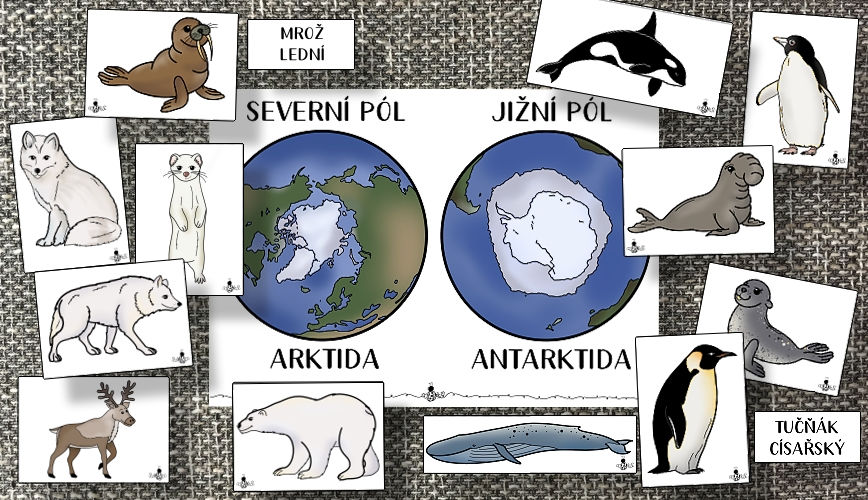 MROŽ
LEDNÍ
SEVERNÍ PÓL
JIŽNÍ PÓL
ARKTIDA
ANTARKTIDA
TUČŇÁK
CÍSAŘSKÝ